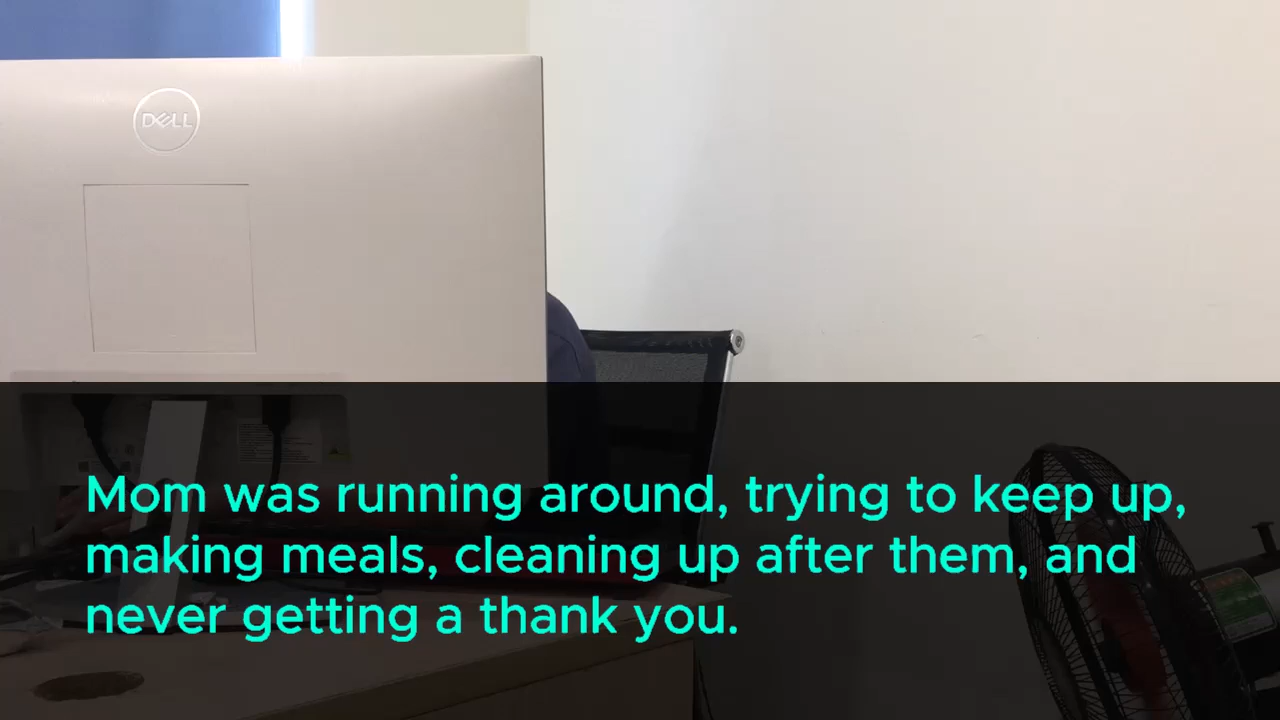 DELL
Mom was running around, trying to keep up,
making meals, cleaning up after them, and
never getting a thank you.